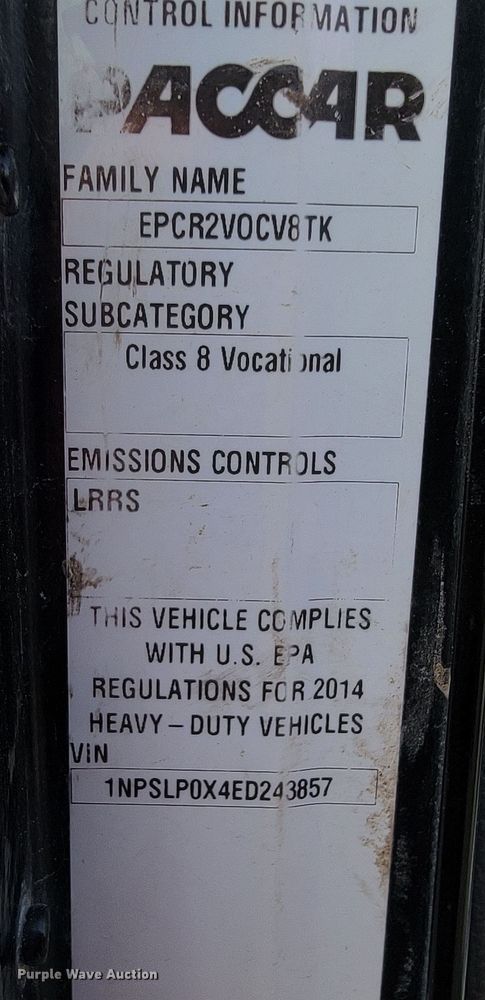 CONTROL INFORMATION
PACCAR
FAMILY NAME
EPCR2VOCV8TK
REGULATORY
SUBCATEGORY
Class 8 Vocational
EMISSIONS CONTROLS
LRRS
THIS VEHICLE COMPLIES
WITH U.S. EPA
REGULATIONS FOR 2014
HEAVY-DUTY VEHICLES
VIN
1NPSLP0X4ED243857
Purple Wave Auction